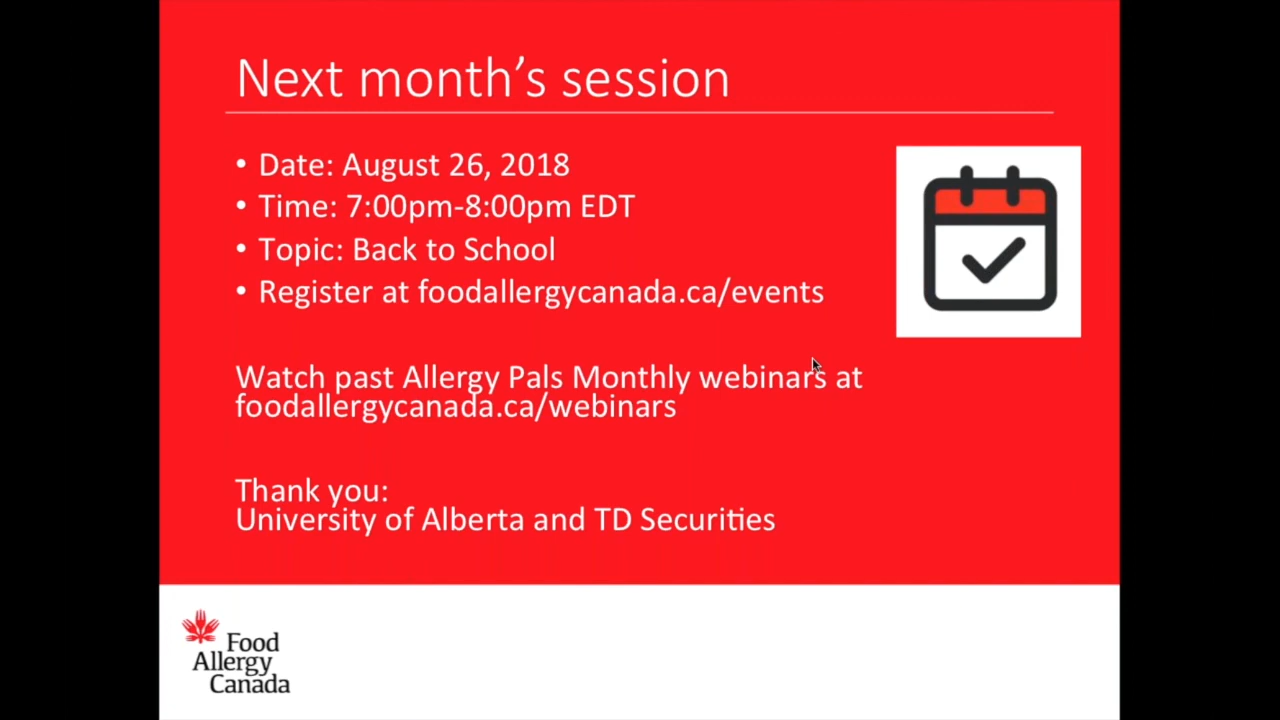 Next month’s session
• Date: August 26, 2018
• Time: 7:00pm-8:00pm EDT
• Topic: Back to School
• Register at foodallergycanada.ca/events
Watch past Allergy Pals Monthly webinars at
foodallergycanada.ca/webinars
Thank you:
University of Alberta and TD Securities
Food
Allergy
Canada